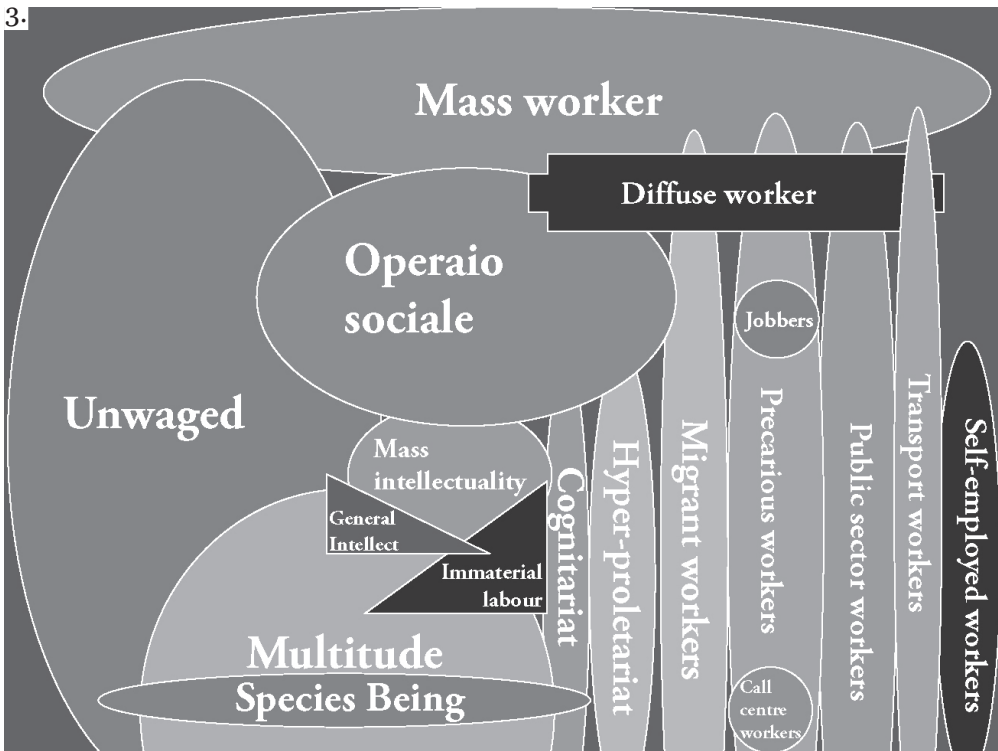 3.
Mass worker
Diffuse worker
Operaio
sociale
Jobbers
Unwaged
Mass
intellectuality
General
Intellect
Immaterial
labour
Cognitariat
Hyper-proletariat
Migrant workers
Precarious workers
Public sector workers
Transport workers
Self-employed workers
Multitude
Species Being
Call
centre
workers